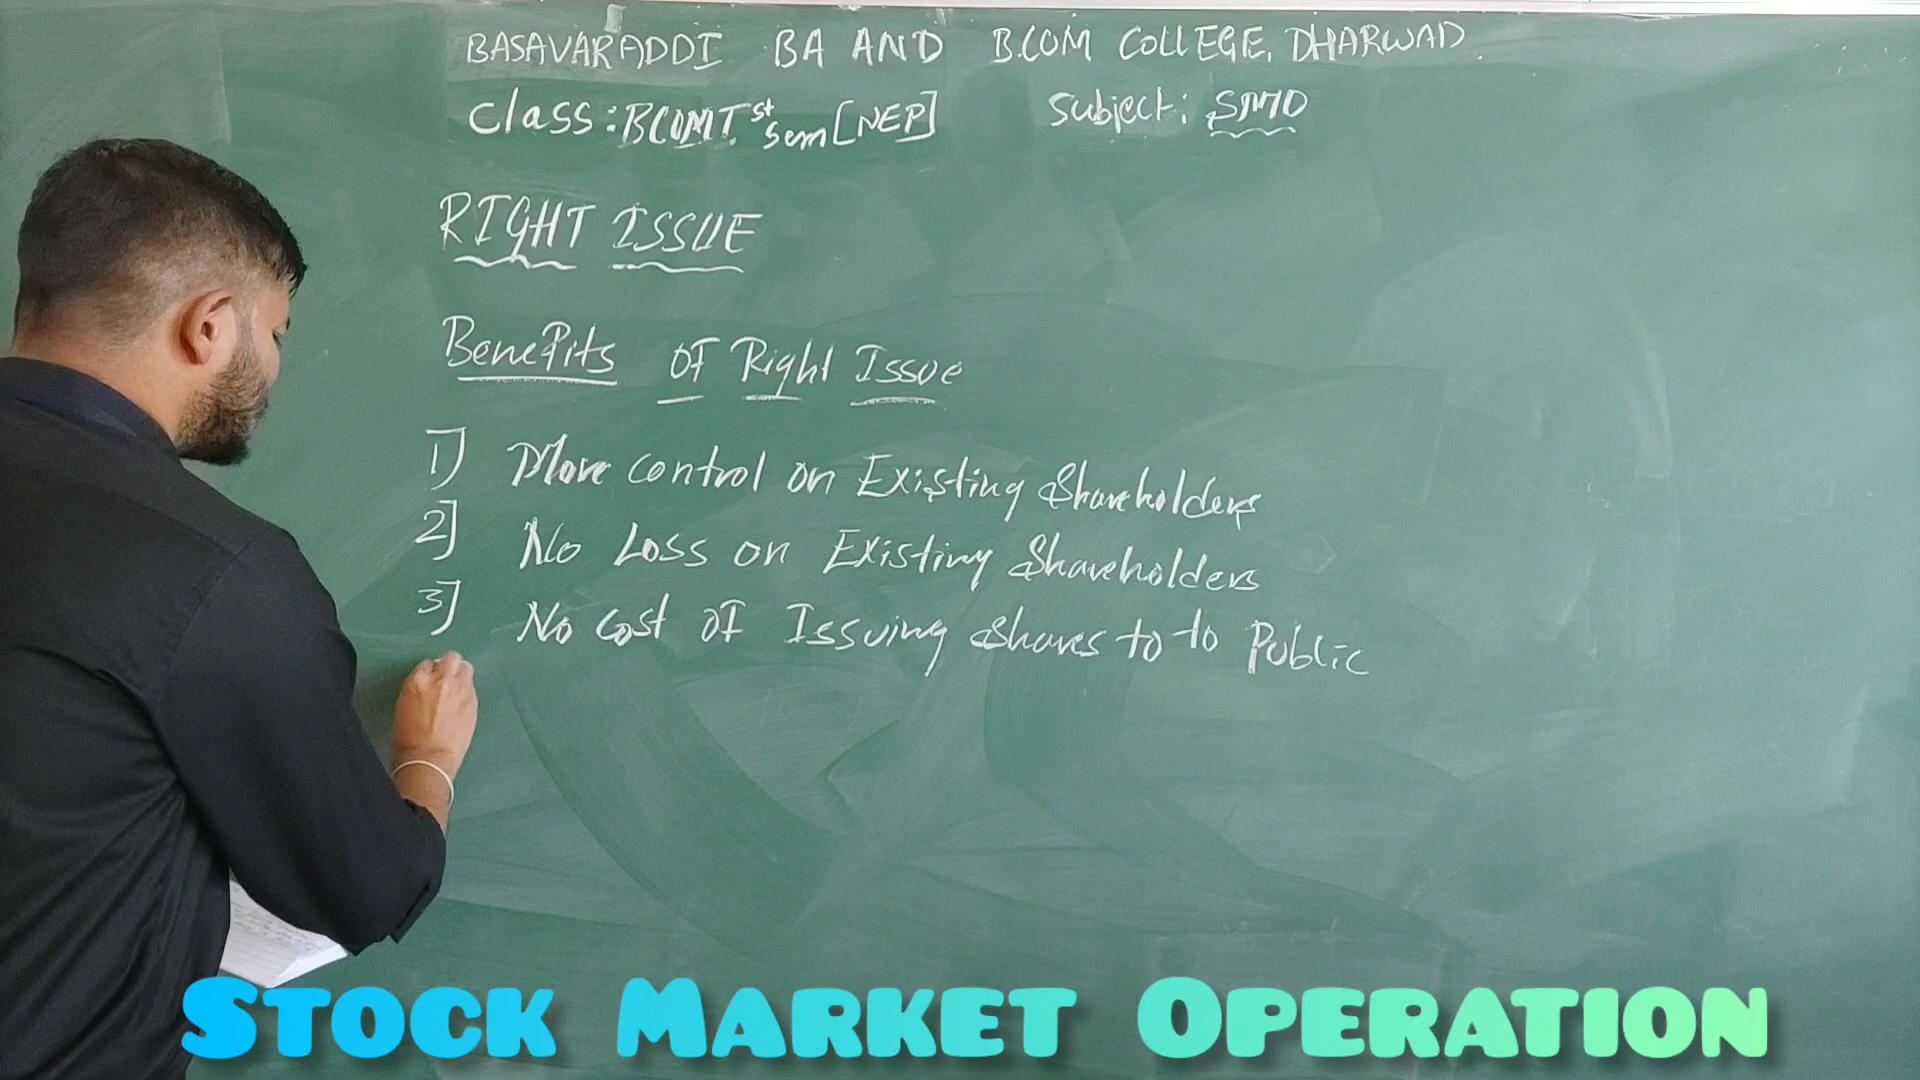 BASAVARADDI BA AND B.COM COLLEGE, DHARWAD
Class: BCOM Ist Sem [NEP] Subject: SMO
RIGHT ISSUE
Benefits of Right Issue
1] More control on Existing Shareholders
2] No Loss on Existing Shareholders
3] No Cost of Issuing Shares to to Public
STOCK MARKET OPERATION